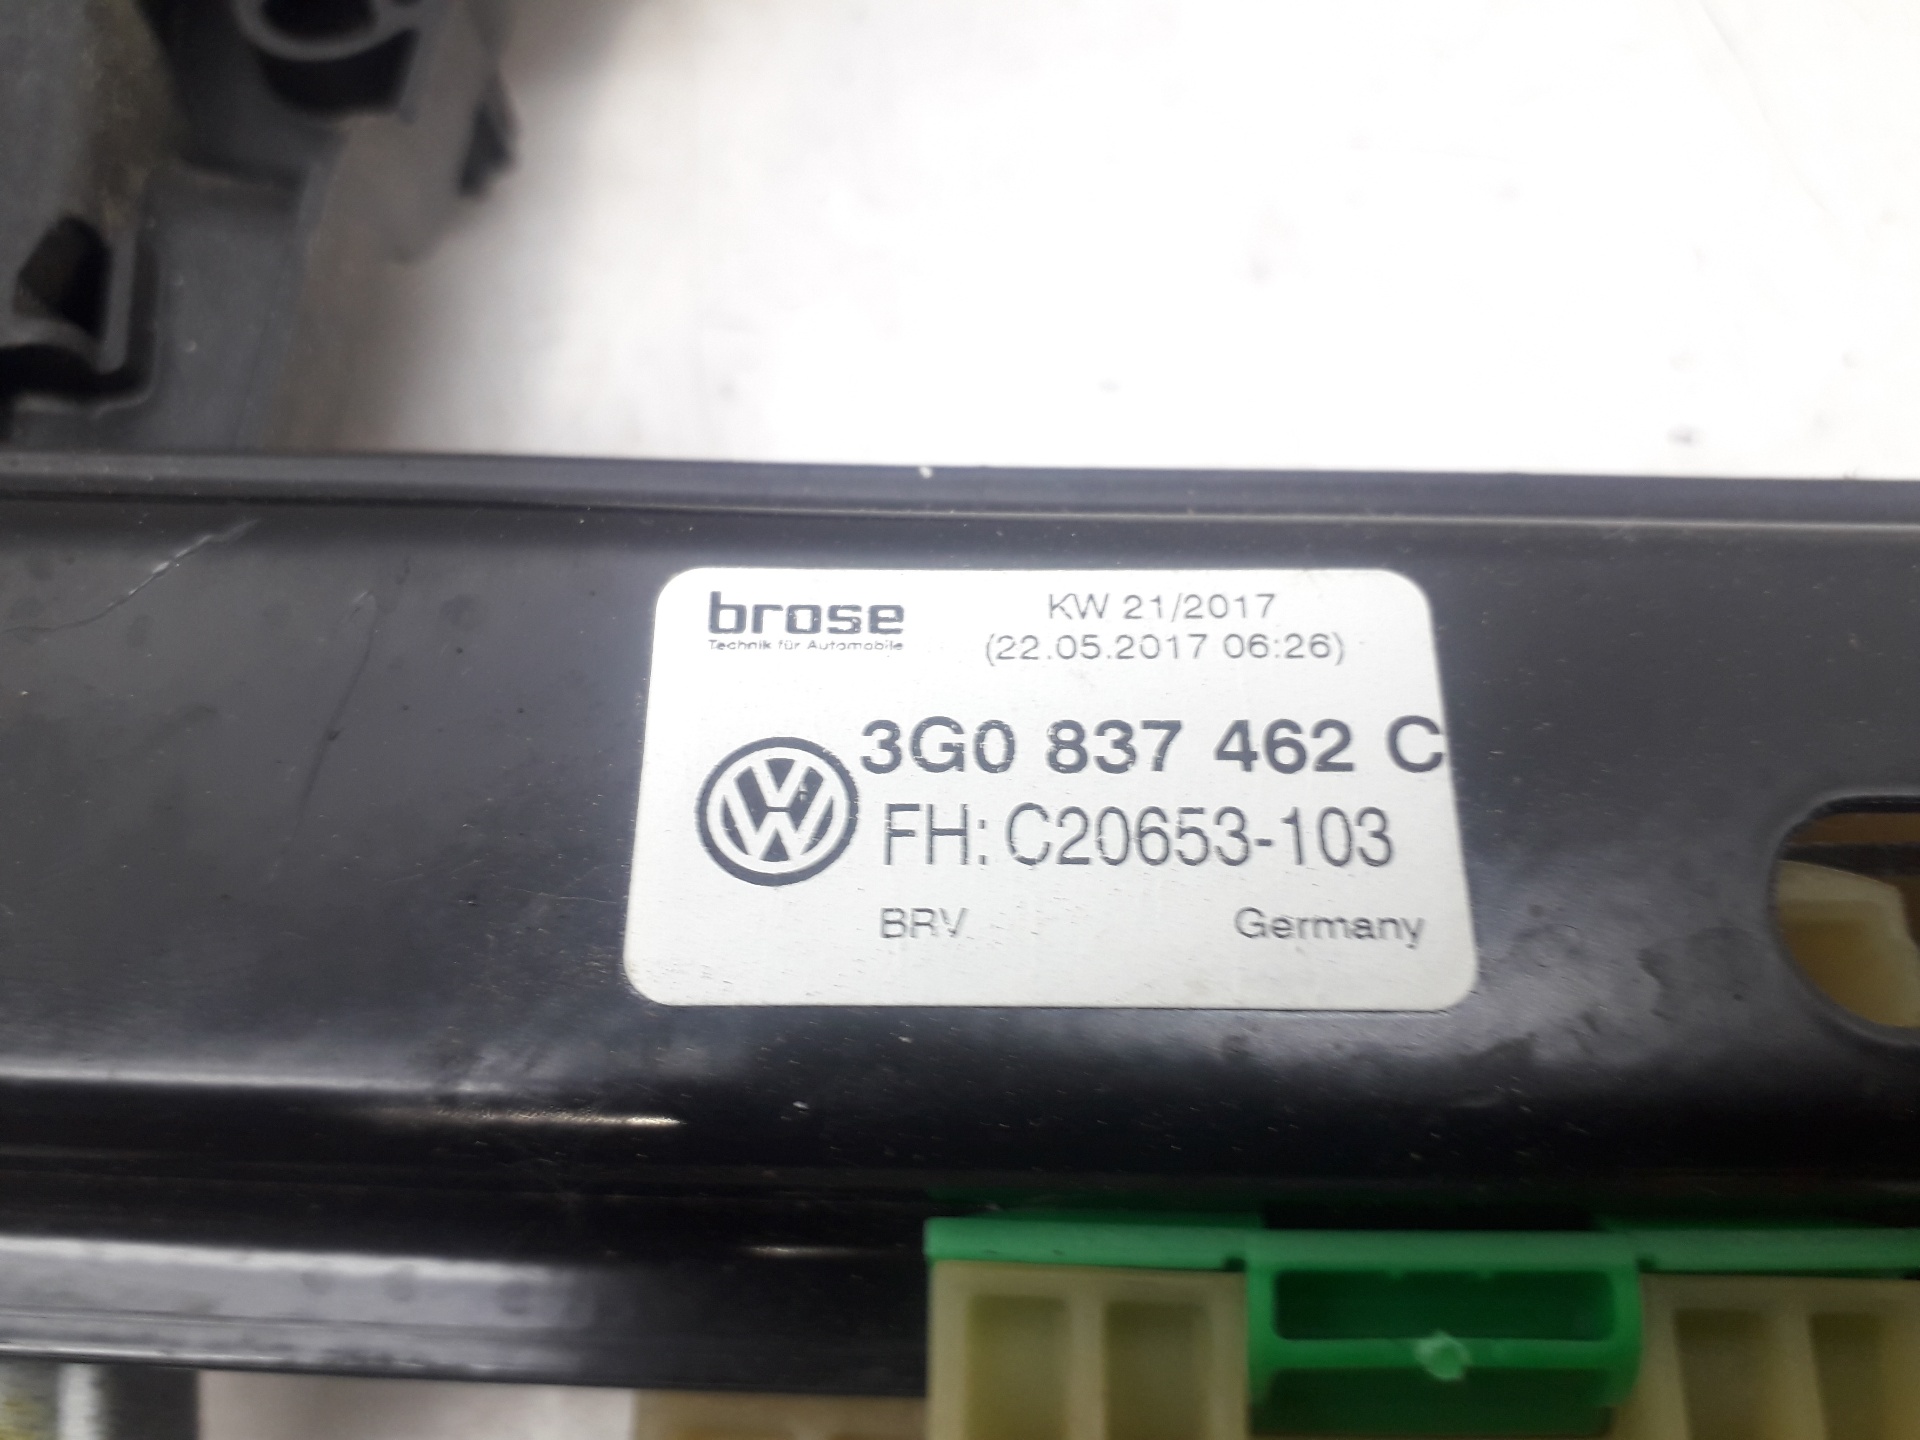 brose
Technik für Automobile
KW 21/2017
(22.05.2017 06:26)
3G0 837 462 C
FH: C20653-103
BRV
Germany